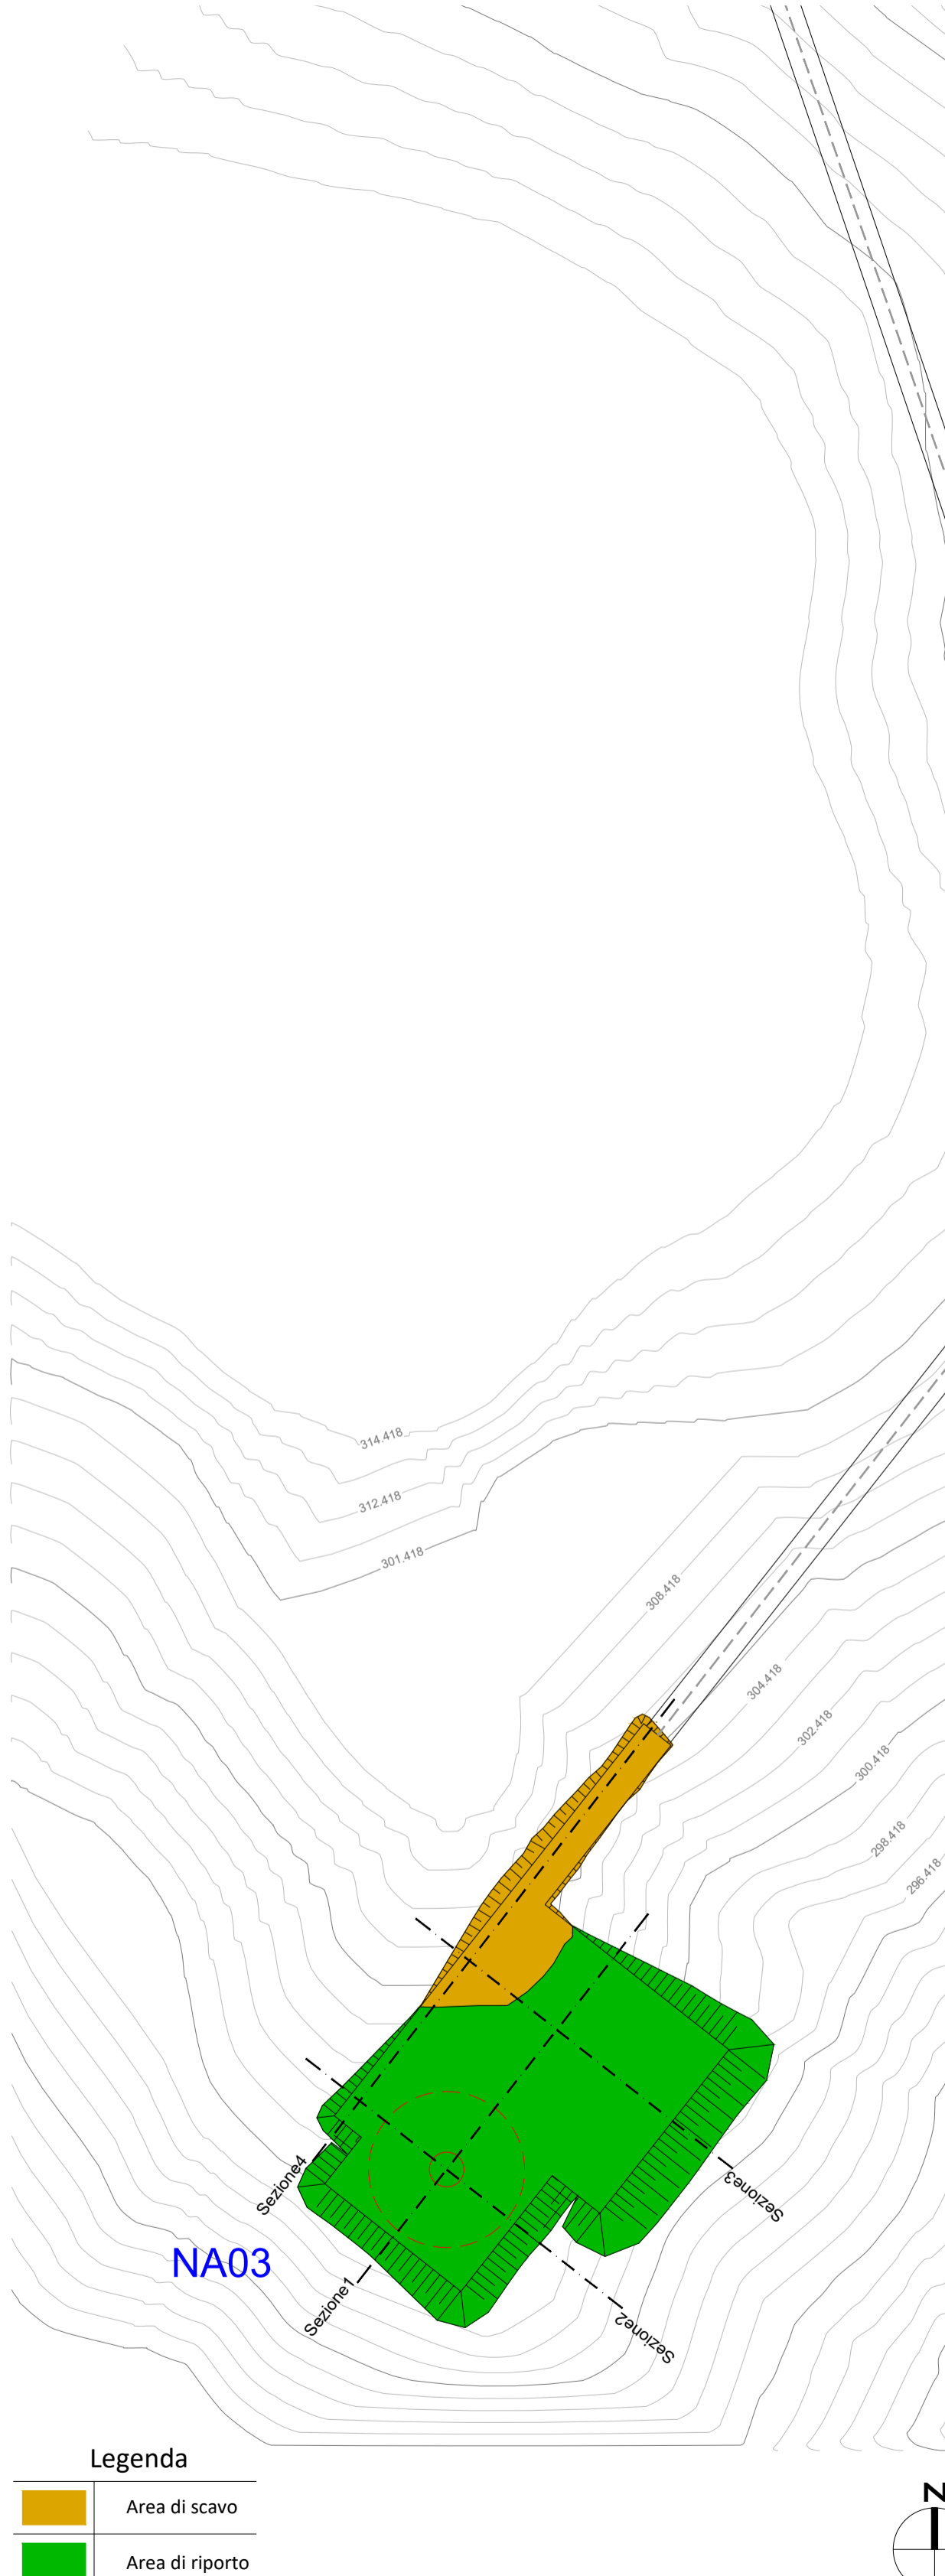 314.418
312.418
301.418
308.418
304.418
302.418
300.418
298.418
296.418
Sezione4
Sezione3
NA03
Sezione1
Sezione2
Legenda
N
Area di scavo
Area di riporto